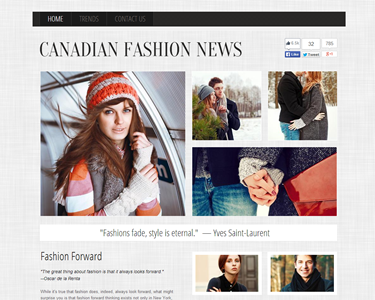 HOME TRENDS CONTACT US
CANADIAN FASHION NEWS
32
Like Tweet
"Fashions fade, style is eternal." — Yves Saint-Laurent
Fashion Forward
"The great thing about fashion is that it always looks forward."
--Oscar de la Renta
While it's true that fashion does, indeed, always look forward, what might
surprise you is that fashion forward thinking exists not only in New York,